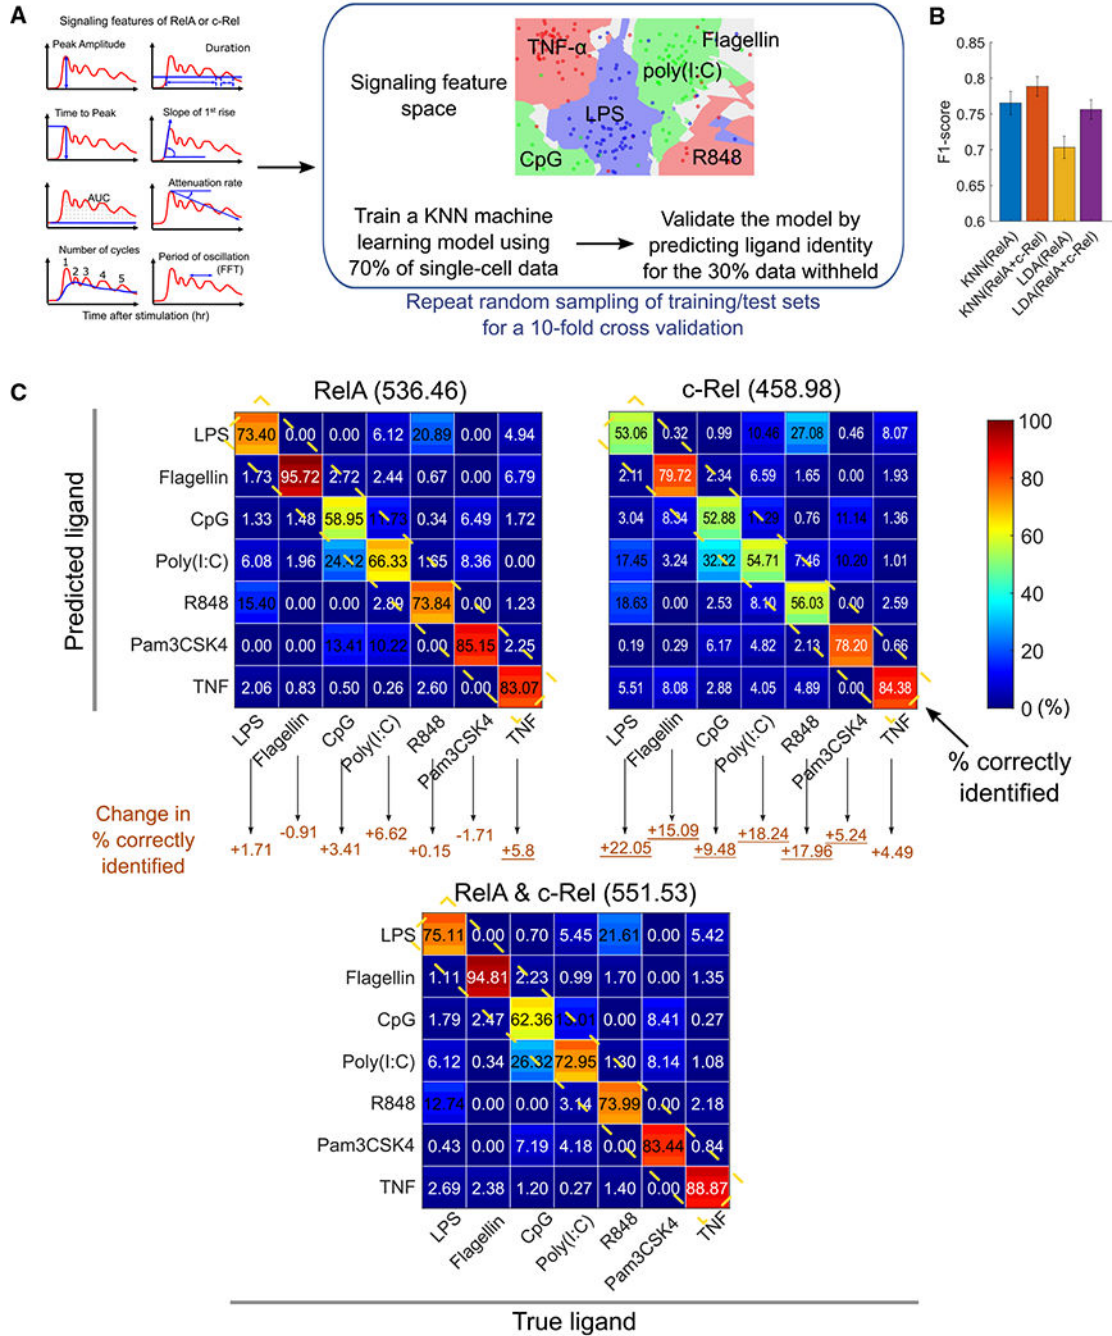 A
Signaling features of RelA or c-Rel
Peak Amplitude
Duration
Time to Peak
Slope of 1st rise
AUC
Attenuation rate
Number of cycles
1 2 3 4 5
Period of oscillation
(FFT)
Time after stimulation (hr)
Signaling feature
space
TNF-α
Flagellin
poly(I:C)
LPS
CpG
R848
Train a KNN machine
learning model using
70% of single-cell data
Validate the model by
predicting ligand identity
for the 30% data withheld
Repeat random sampling of training/test sets
for a 10-fold cross validation
B
F1-score
0.85
0.8
0.75
0.7
0.65
0.6
KNN(RelA)
KNN(RelA+c-Rel)
LDA(RelA)
LDA(RelA+c-Rel)
C
Predicted ligand
RelA (536.46)
LPS 73.40 0.00 0.00 6.12 20.89 0.00 4.94
Flagellin 1.73 95.72 2.72 2.44 0.67 0.00 6.79
CpG 1.33 1.48 58.95 11.73 0.34 6.49 1.72
Poly(I:C) 6.08 1.96 24.42 66.33 1.65 8.36 0.00
R848 15.40 0.00 0.00 2.89 73.84 0.00 1.23
Pam3CSK4 0.00 0.00 13.41 10.22 0.00 85.15 2.25
TNF 2.06 0.83 0.50 0.26 2.60 0.00 83.07
LPS Flagellin CpG Poly(I:C) R848 Pam3CSK4 TNF
c-Rel (458.98)
53.06 0.32 0.99 10.46 27.08 0.46 8.07
2.11 79.72 2.34 6.59 1.65 0.00 1.93
3.04 8.34 52.88 11.29 0.76 11.14 1.36
17.45 3.24 32.22 54.71 7.46 10.20 1.01
18.63 0.00 2.53 8.10 56.03 0.00 2.59
0.19 0.29 6.17 4.82 2.13 78.20 0.66
5.51 8.08 2.88 4.05 4.89 0.00 84.38
LPS Flagellin CpG Poly(I:C) R848 Pam3CSK4 TNF
100
80
60
40
20
0 (%)
% correctly
identified
Change in
% correctly
identified
+1.71 -0.91 +3.41 +6.62 +0.15 -1.71 +5.8
+22.05 +15.09 +9.48 +18.24 +17.96 +5.24 +4.49
RelA & c-Rel (551.53)
LPS 75.11 0.00 0.70 5.45 21.61 0.00 5.42
Flagellin 1.11 94.81 2.23 0.99 1.70 0.00 1.35
CpG 1.79 2.47 62.36 13.01 0.00 8.41 0.27
Poly(I:C) 6.12 0.34 26.32 72.95 1.30 8.14 1.08
R848 12.74 0.00 0.00 3.14 73.99 0.00 2.18
Pam3CSK4 0.43 0.00 7.19 4.18 0.00 83.44 0.84
TNF 2.69 2.38 1.20 0.27 1.40 0.00 88.87
LPS Flagellin CpG Poly(I:C) R848 Pam3CSK4 TNF
True ligand